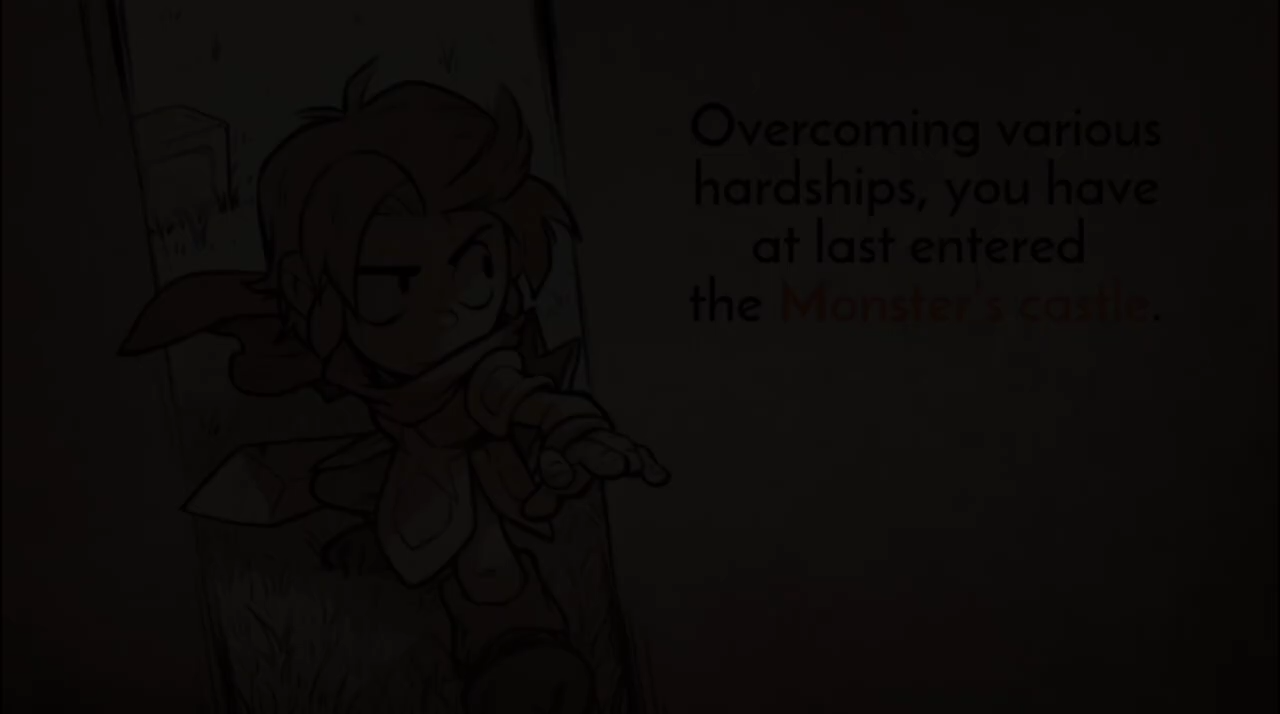 Overcoming various
hardships, you have
at last entered
the Monster's castle.